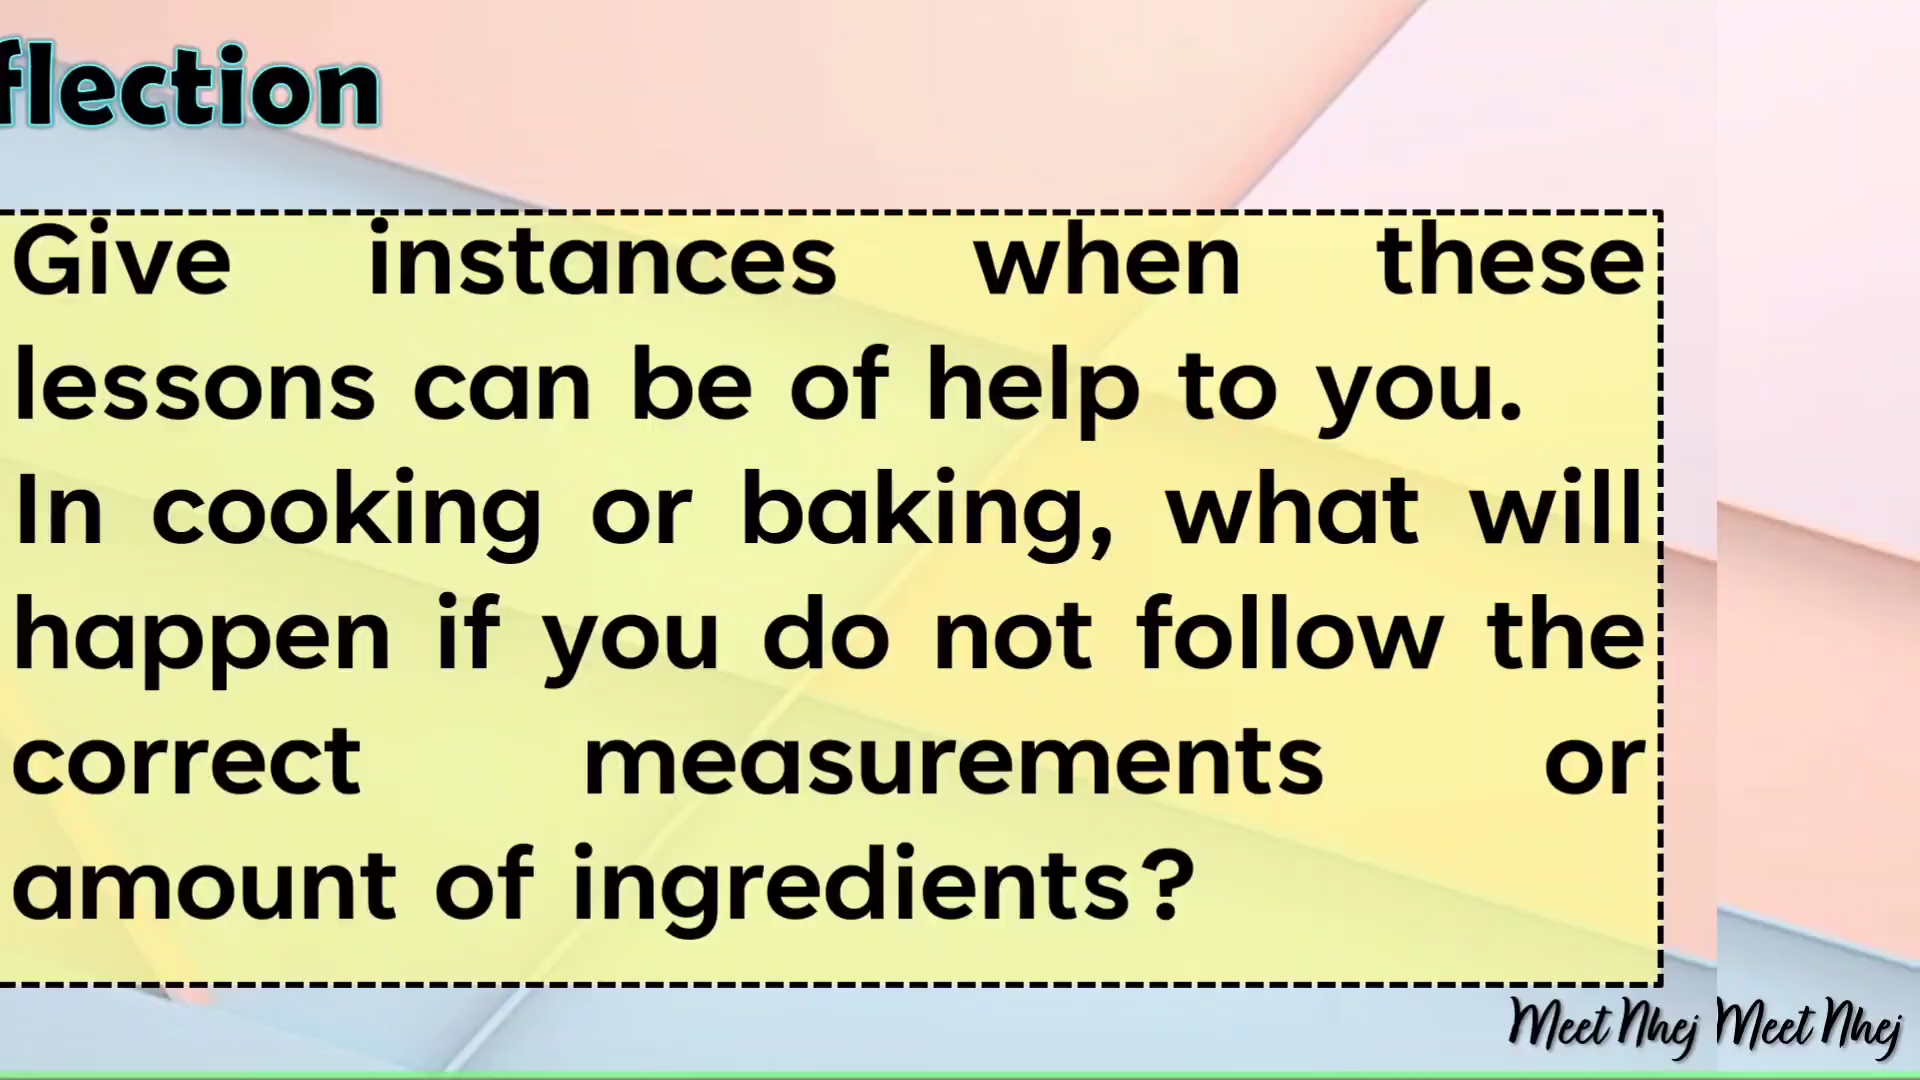 flection
Give instances when these
lessons can be of help to you.
In cooking or baking, what will
happen if you do not follow the
correct measurements or
amount of ingredients?
Meet Nhej Meet Nhej